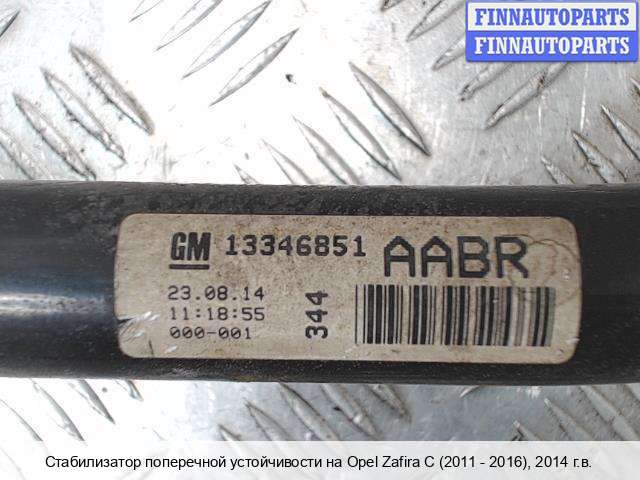 FINNAUTOPARTS
FINNAUTOPARTS
GM 13346851 AABR
23.08.14
11:18:55
000-001
344
Стабилизатор поперечной устойчивости на Opel Zafira C (2011 - 2016), 2014 г.в.